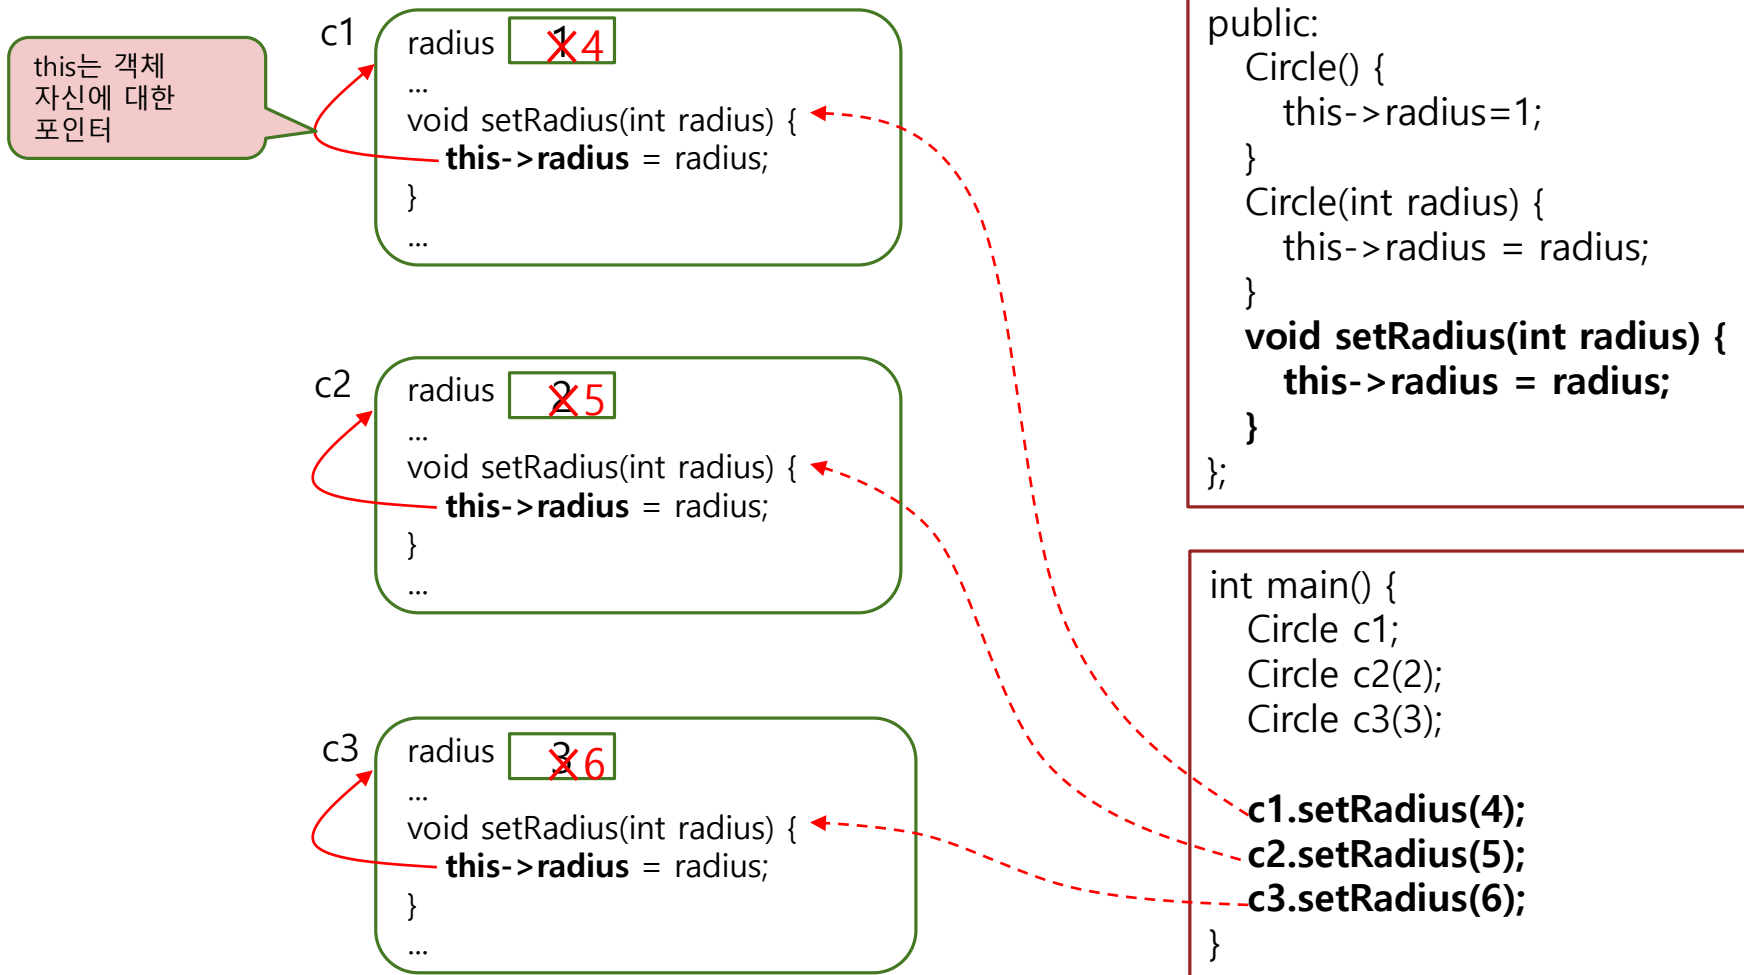 this는 객체
자신에 대한
포인터
c1
radius 1 4
...
void setRadius(int radius) {
this->radius = radius;
}
...
c2
radius 2 5
...
void setRadius(int radius) {
this->radius = radius;
}
...
c3
radius 3 6
...
void setRadius(int radius) {
this->radius = radius;
}
...
public:
Circle() {
this->radius=1;
}
Circle(int radius) {
this->radius = radius;
}
void setRadius(int radius) {
this->radius = radius;
}
};
int main() {
Circle c1;
Circle c2(2);
Circle c3(3);
c1.setRadius(4);
c2.setRadius(5);
c3.setRadius(6);
}